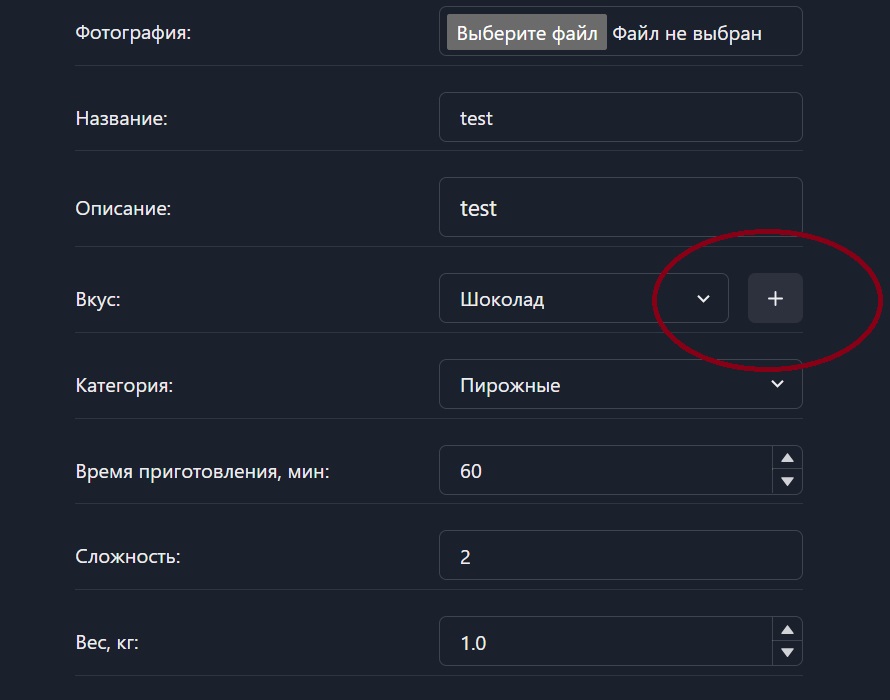 Фотография: Выберите файл Файл не выбран
Название: test
Описание: test
Вкус: Шоколад +
Категория: Пирожные
Время приготовления, мин: 60
Сложность: 2
Вес, кг: 1.0